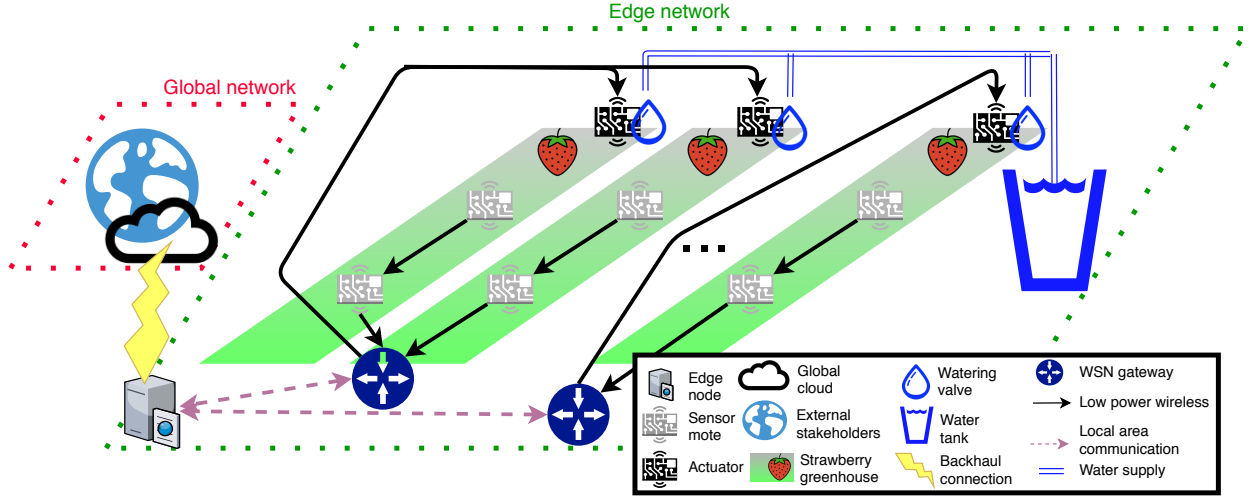 Edge network
Global network
...
Edge
node
Global
cloud
Watering
valve
WSN gateway
Sensor
mote
External
stakeholders
Water
tank
Low power wireless
Local area
communication
Actuator
Strawberry
greenhouse
Backhaul
connection
Water supply